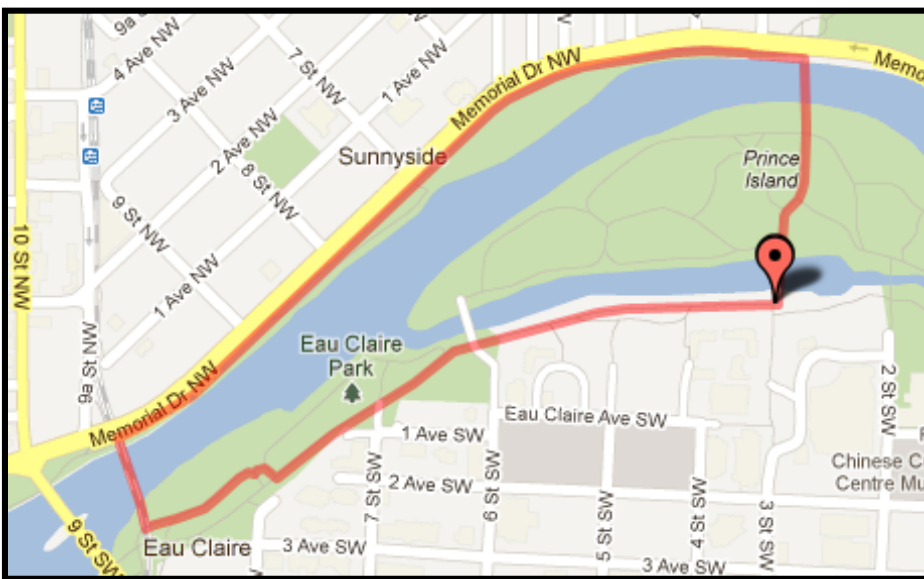 9a Ave NW
4 Ave NW
3 Ave NW
7 St NW
1 Ave NW
2 Ave NW
Memorial Dr NW
Sunnyside
8 St NW
9 St NW
10 St NW
1 Ave NW
9a St NW
Memorial Dr NW
Prince
Island
Eau Claire
Park
Eau Claire Ave SW
1 Ave SW
2 Ave SW
2 St SW
Chinese
Centre
7 St SW
6 St SW
5 St SW
4 St SW
3 St SW
9 St SW
Eau Claire
3 Ave SW
3 Ave SW